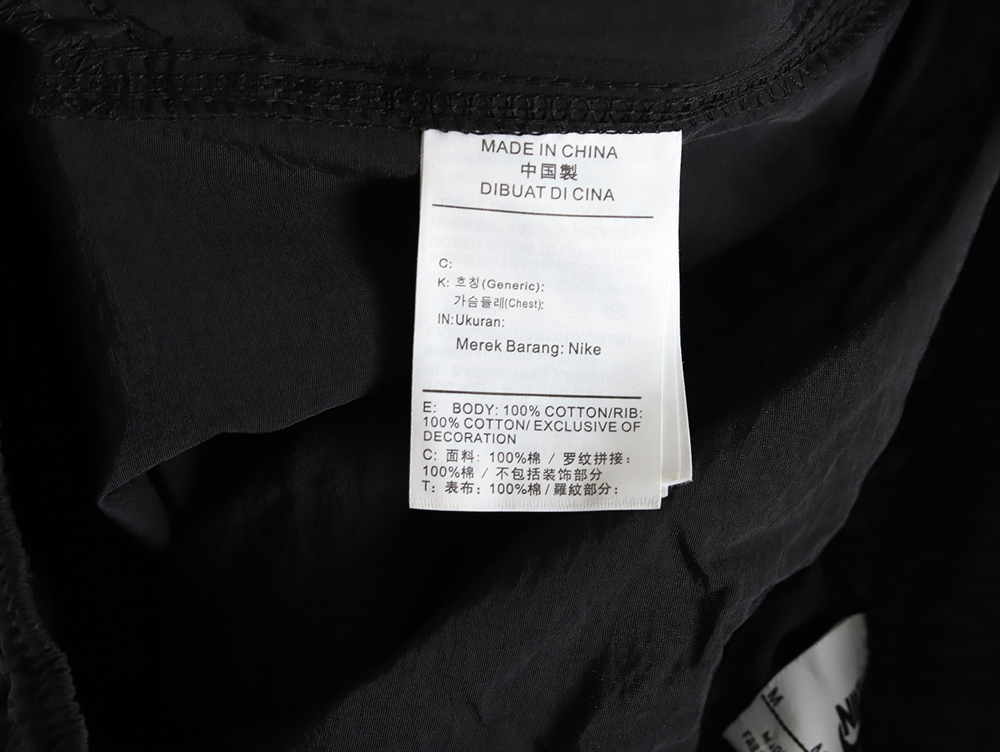 MADE IN CHINA
中国製
DIBUAT DI CINA
C:
K: 흐칭(Generic):
가슴들레(Chest):
IN:Ukuran:
Merek Barang: Nike
E: BODY: 100% COTTON/RIB:
100% COTTON/ EXCLUSIVE OF
DECORATION
C: 面料: 100%棉 / 罗纹拼接:
100%棉 / 不包括装饰部分
T: 表布: 100%棉/羅紋部分:
M